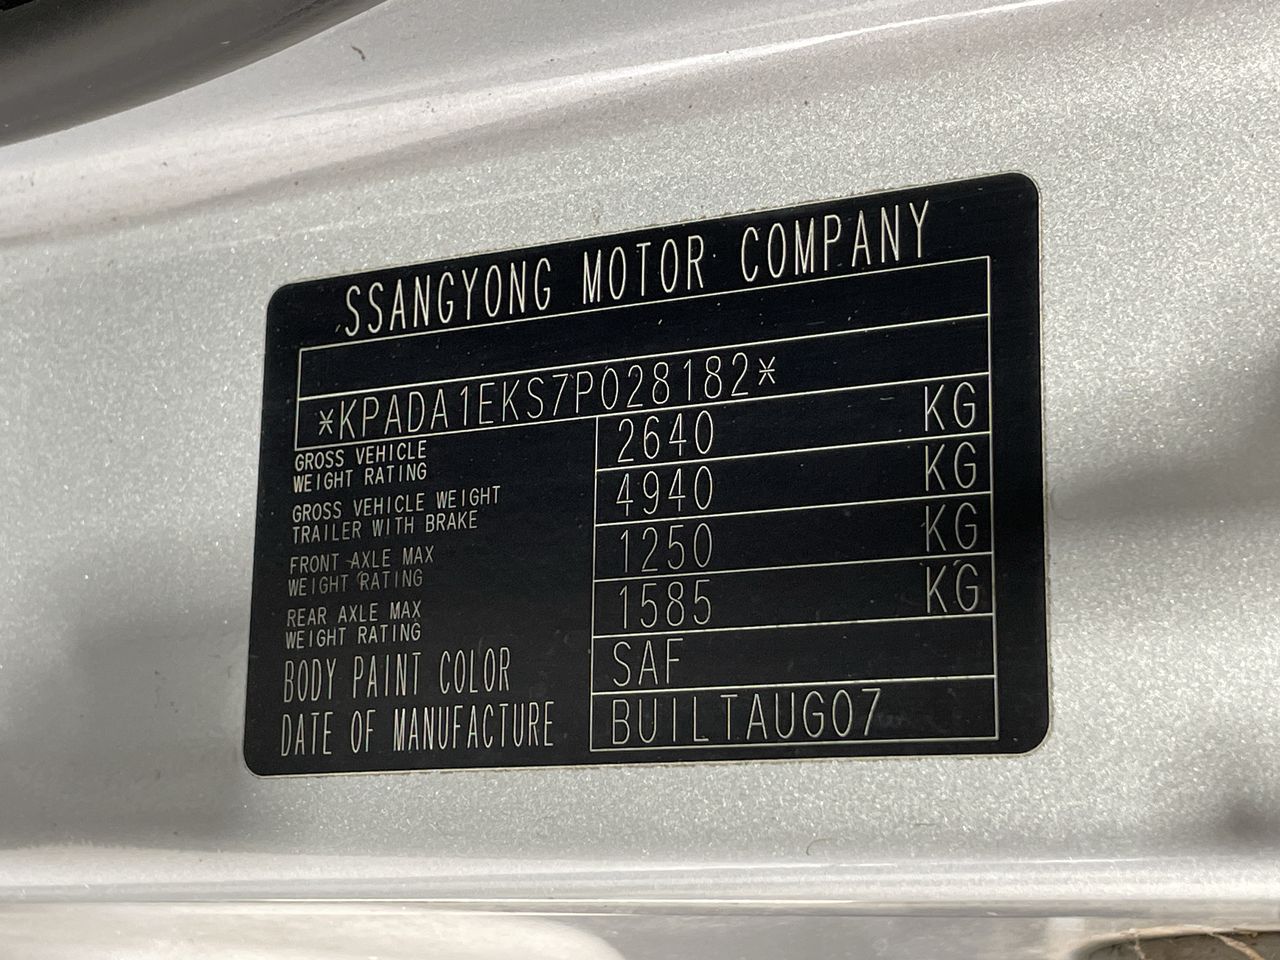 SSANGYONG MOTOR COMPANY
*KPADA1EKS7P028182*
GROSS VEHICLE
WEIGHT RATING
2640 KG
GROSS VEHICLE WEIGHT
TRAILER WITH BRAKE
4940 KG
FRONT AXLE MAX
WEIGHT RATING
1250 KG
REAR AXLE MAX
WEIGHT RATING
1585 KG
BODY PAINT COLOR SAF
DATE OF MANUFACTURE BUILTAUG07